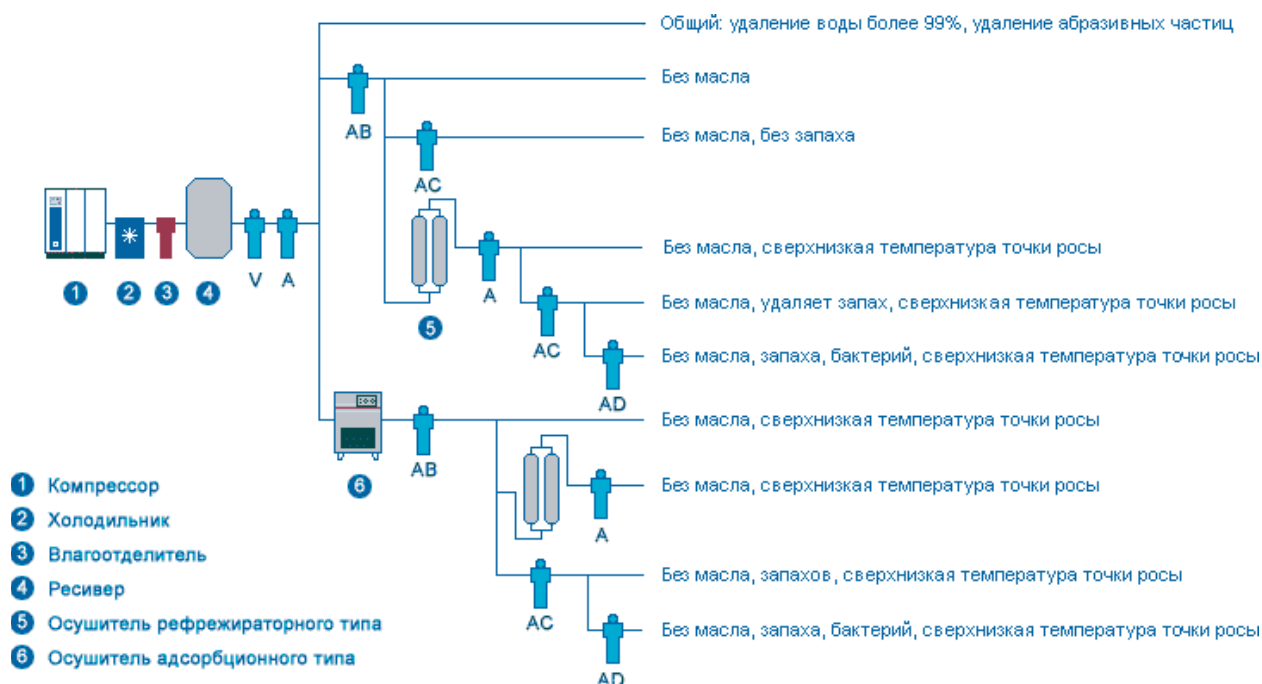 Общий: удаление воды более 99%, удаление абразивных частиц
Без масла
AB
Без масла, без запаха
AC
Без масла, сверхнизкая температура точки росы
V A
A
1 2 3 4
Без масла, удаляет запах, сверхнизкая температура точки росы
5
AC
Без масла, запаха, бактерий, сверхнизкая температура точки росы
AD
Без масла, сверхнизкая температура точки росы
AB
6
Без масла, сверхнизкая температура точки росы
A
Без масла, запахов, сверхнизкая температура точки росы
AC
Без масла, запаха, бактерий, сверхнизкая температура точки росы
AD
1 Компрессор
2 Холодильник
3 Влагоотделитель
4 Ресивер
5 Осушитель рефрежираторного типа
6 Осушитель адсорбционного типа